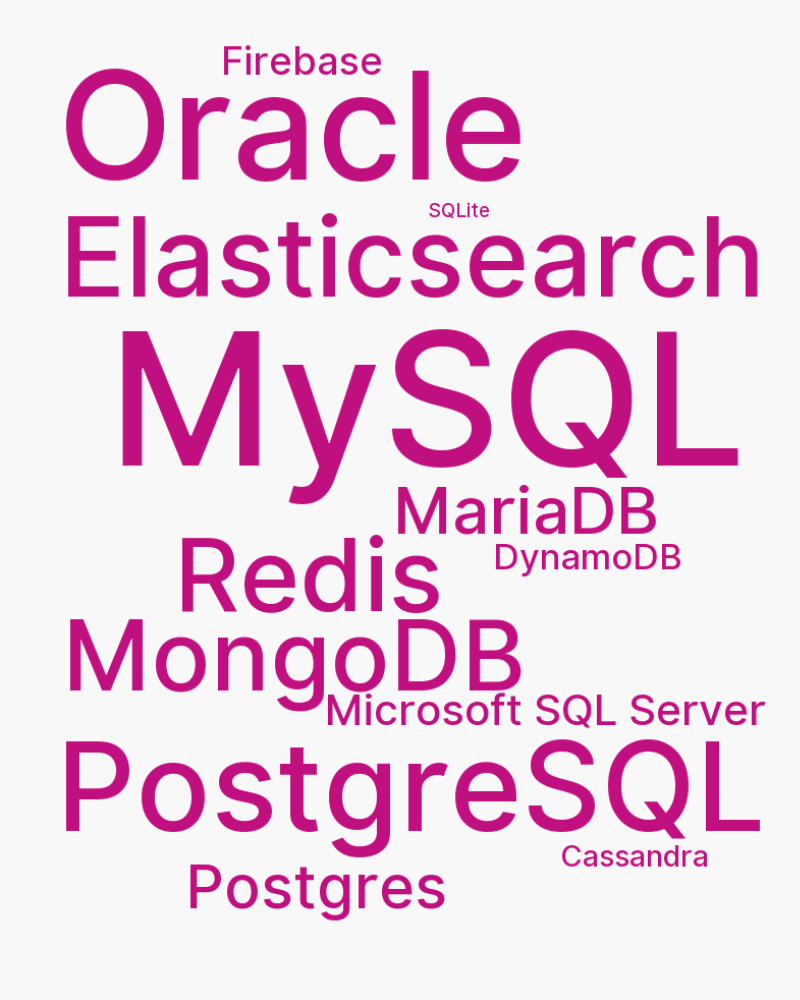 Firebase
Oracle
SQLite
Elasticsearch
MySQL
MariaDB
DynamoDB
Redis
MongoDB
Microsoft SQL Server
PostgreSQL
Cassandra
Postgres